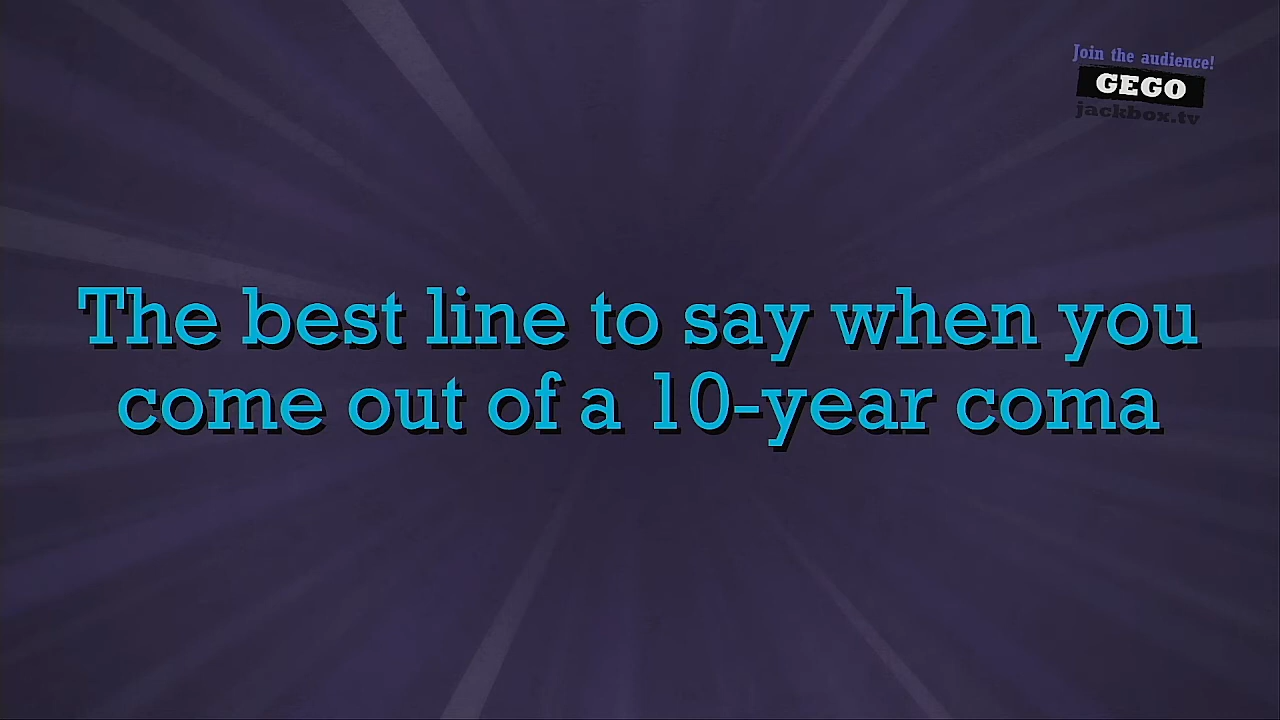 Join the audience!
GEGO
jackbox.tv
The best line to say when you
come out of a 10-year coma